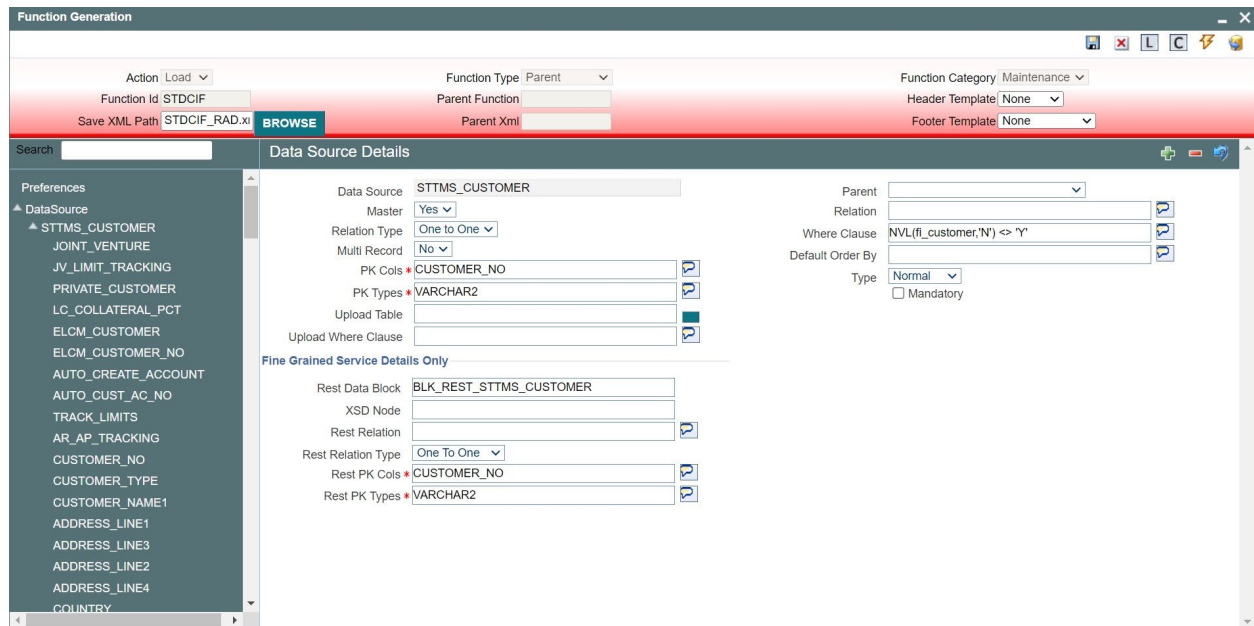 Function Generation
L C
Action Load Function Type Parent Function Category Maintenance
Function Id STDCIF Parent Function Header Template None
Save XML Path STDCIF_RAD.x BROWSE Parent Xml Footer Template None
Search
Data Source Details
Preferences
DataSource
STTMS_CUSTOMER
JOINT_VENTURE
JV_LIMIT_TRACKING
PRIVATE_CUSTOMER
LC_COLLATERAL_PCT
ELCM_CUSTOMER
ELCM_CUSTOMER_NO
AUTO_CREATE_ACCOUNT
AUTO_CUST_AC_NO
TRACK_LIMITS
AR_AP_TRACKING
CUSTOMER_NO
CUSTOMER_TYPE
CUSTOMER_NAME1
ADDRESS_LINE1
ADDRESS_LINE3
ADDRESS_LINE2
ADDRESS_LINE4
COUNTRY
Data Source STTMS_CUSTOMER
Master Yes
Relation Type One to One
Multi Record No
PK Cols * CUSTOMER_NO
PK Types * VARCHAR2
Upload Table
Upload Where Clause
Parent
Relation
Where Clause NVL(fi_customer,'N') <> 'Y'
Default Order By
Type Normal
Mandatory
Fine Grained Service Details Only
Rest Data Block BLK_REST_STTMS_CUSTOMER
XSD Node
Rest Relation
Rest Relation Type One To One
Rest PK Cols * CUSTOMER_NO
Rest PK Types * VARCHAR2